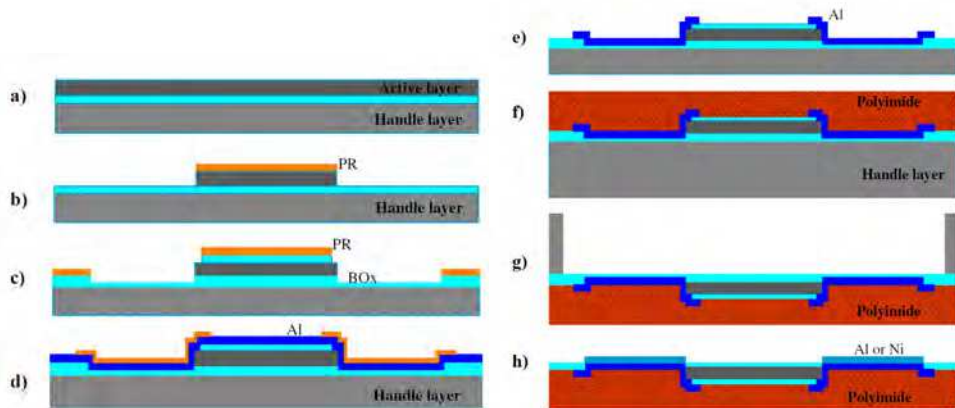 a)
Active layer
Handle layer
b)
PR
Handle layer
c)
PR
BOx
d)
Al
Handle layer
e)
Al
f)
Polyimide
Handle layer
g)
Polyimide
h)
Al or Ni
Polyimide